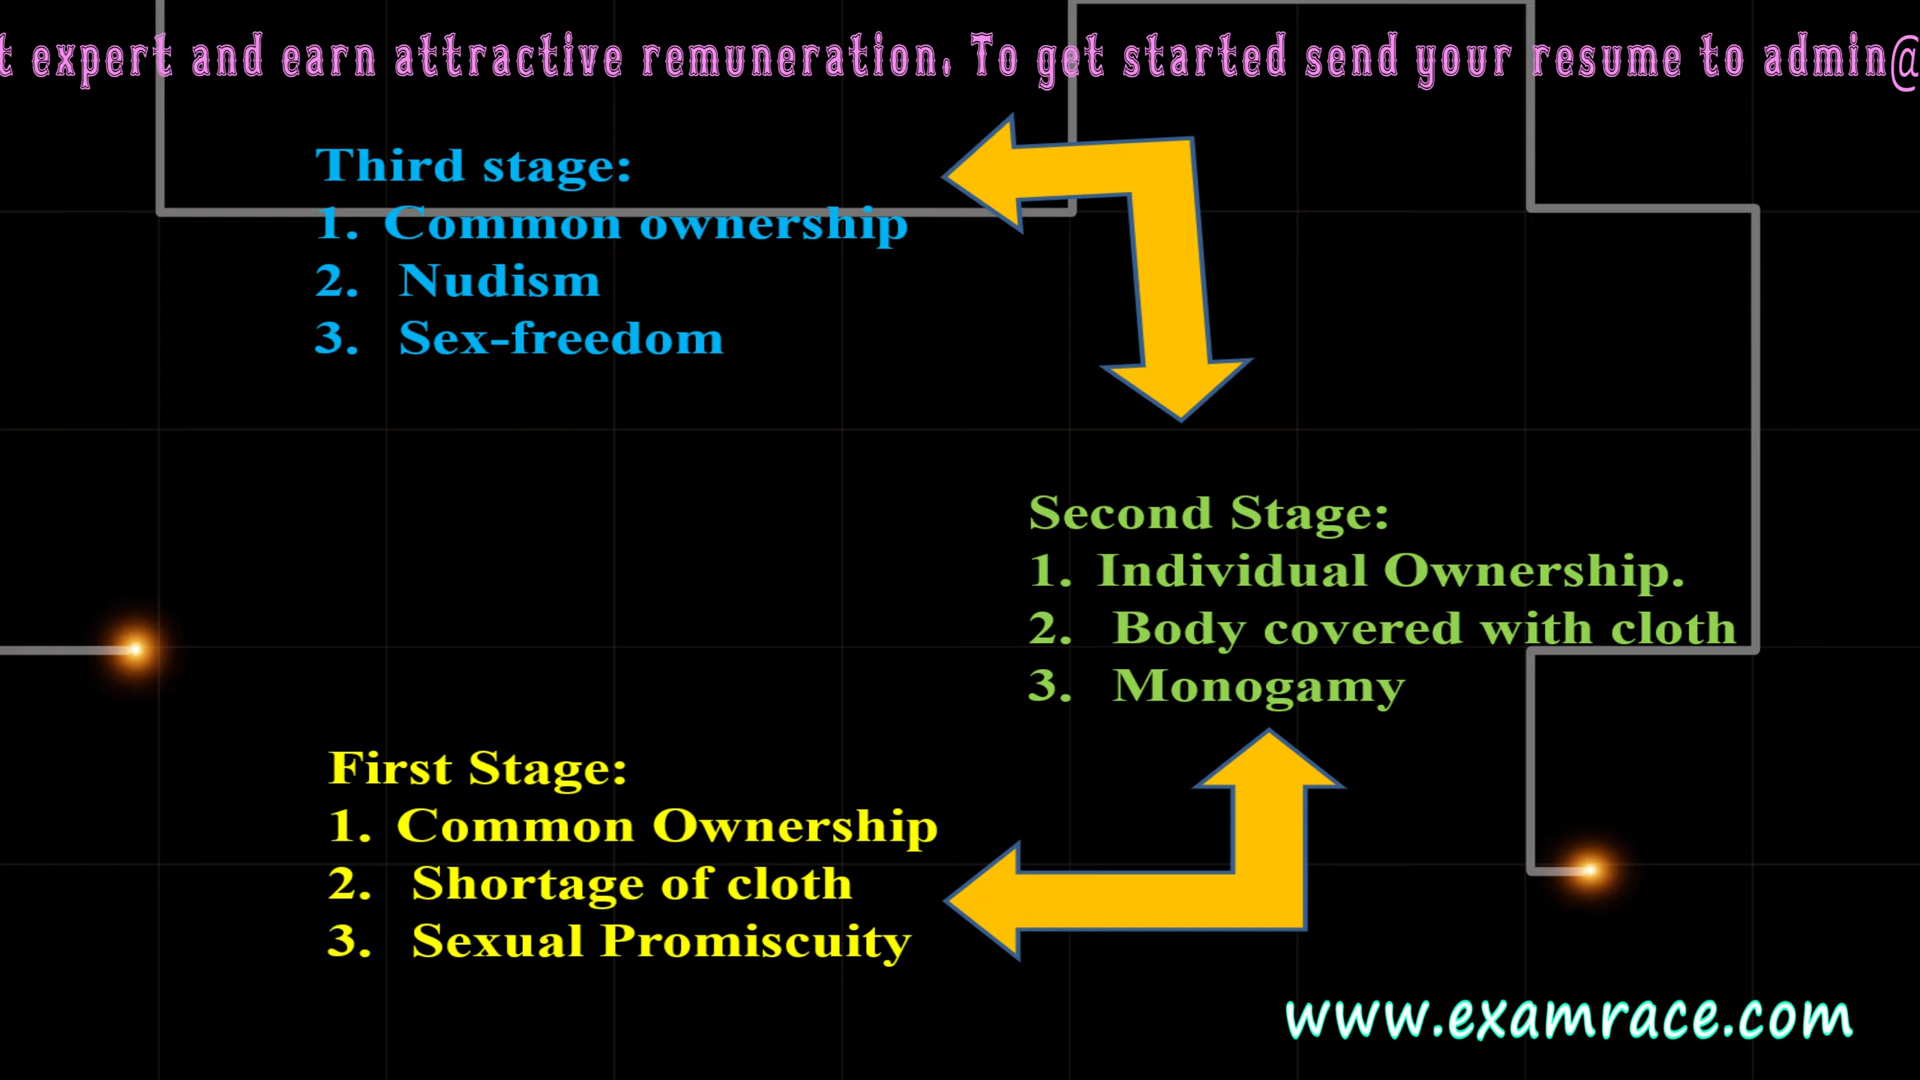 t expert and earn attractive remuneration. To get started send your resume to admin@
Third stage:
1. Common ownership
2. Nudism
3. Sex-freedom
Second Stage:
1. Individual Ownership.
2. Body covered with cloth
3. Monogamy
First Stage:
1. Common Ownership
2. Shortage of cloth
3. Sexual Promiscuity
www.examrace.com